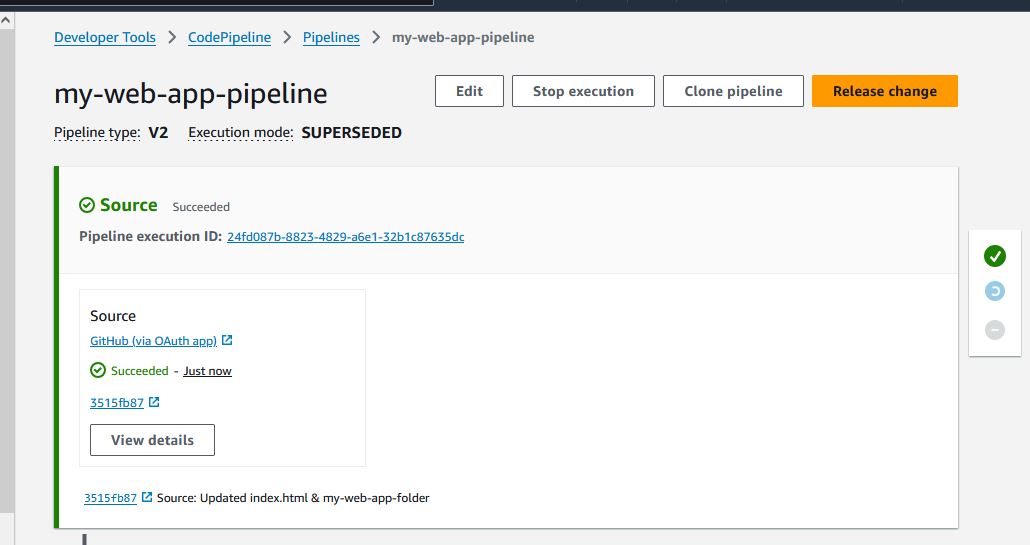 Developer Tools > CodePipeline > Pipelines > my-web-app-pipeline
my-web-app-pipeline
Edit
Stop execution
Clone pipeline
Release change
Pipeline type: V2 Execution mode: SUPERSEDED
Source Succeeded
Pipeline execution ID: 24fd087b-8823-4829-a6e1-32b1c87635dc
Source
GitHub (via OAuth app)
Succeeded - Just now
3515fb87
View details
3515fb87 Source: Updated index.html & my-web-app-folder